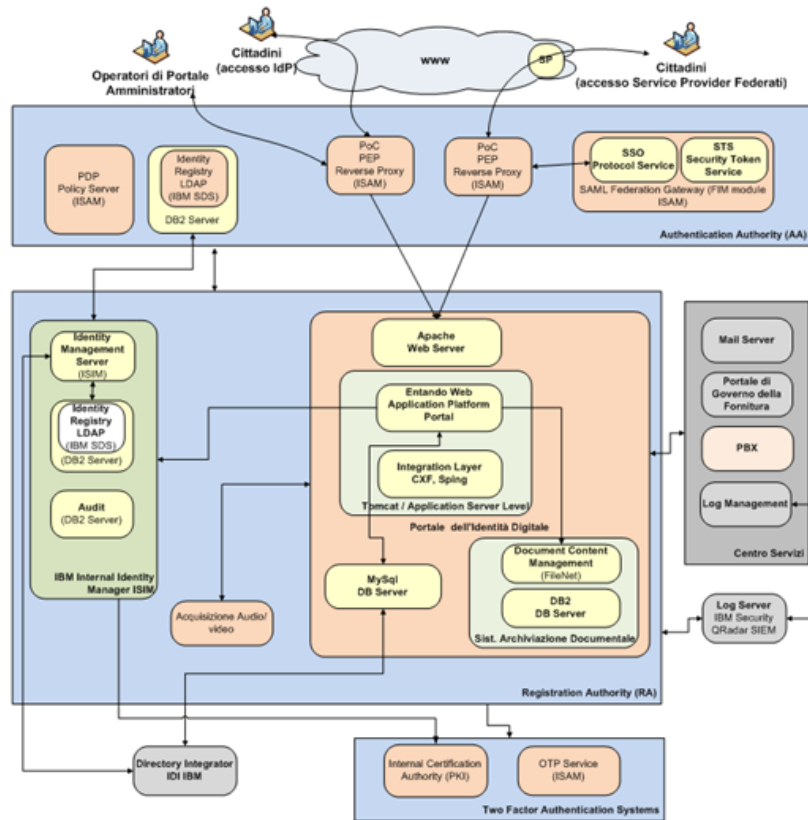 Operatori di Portale
Amministratori
Cittadini
(accesso IdP)
www
SP
Cittadini
(accesso Service Provider Federati)
PDP
Policy Server
(ISAM)
Identity
Registry
LDAP
(IBM SDS)
DB2 Server
PoC
PEP
Reverse Proxy
(ISAM)
PoC
PEP
Reverse Proxy
(ISAM)
SSO
Protocol Service
STS
Security Token
Service
SAML Federation Gateway (FIM module
ISAM)
Authentication Authority (AA)
Identity
Management
Server
(ISIM)
Identity
Registry
LDAP
(IBM SDS)
(DB2 Server)
Audit
(DB2 Server)
IBM Internal Identity
Manager ISIM
Apache
Web Server
Entando Web
Application Platform
Portal
Integration Layer
CXF, Sping
Tomcat / Application Server Level
Portale dell'Identità Digitale
MySql
DB Server
Document Content
Management
(FileNet)
DB2
DB Server
Sist. Archiviazione Documentale
Acquisizione Audio/
video
Registration Authority (RA)
Mail Server
Portale di
Governo della
Fornitura
PBX
Log Management
Centro Servizi
Log Server
IBM Security
QRadar SIEM
Directory Integrator
IDI IBM
Internal Certification
Authority (PKI)
OTP Service
(ISAM)
Two Factor Authentication Systems